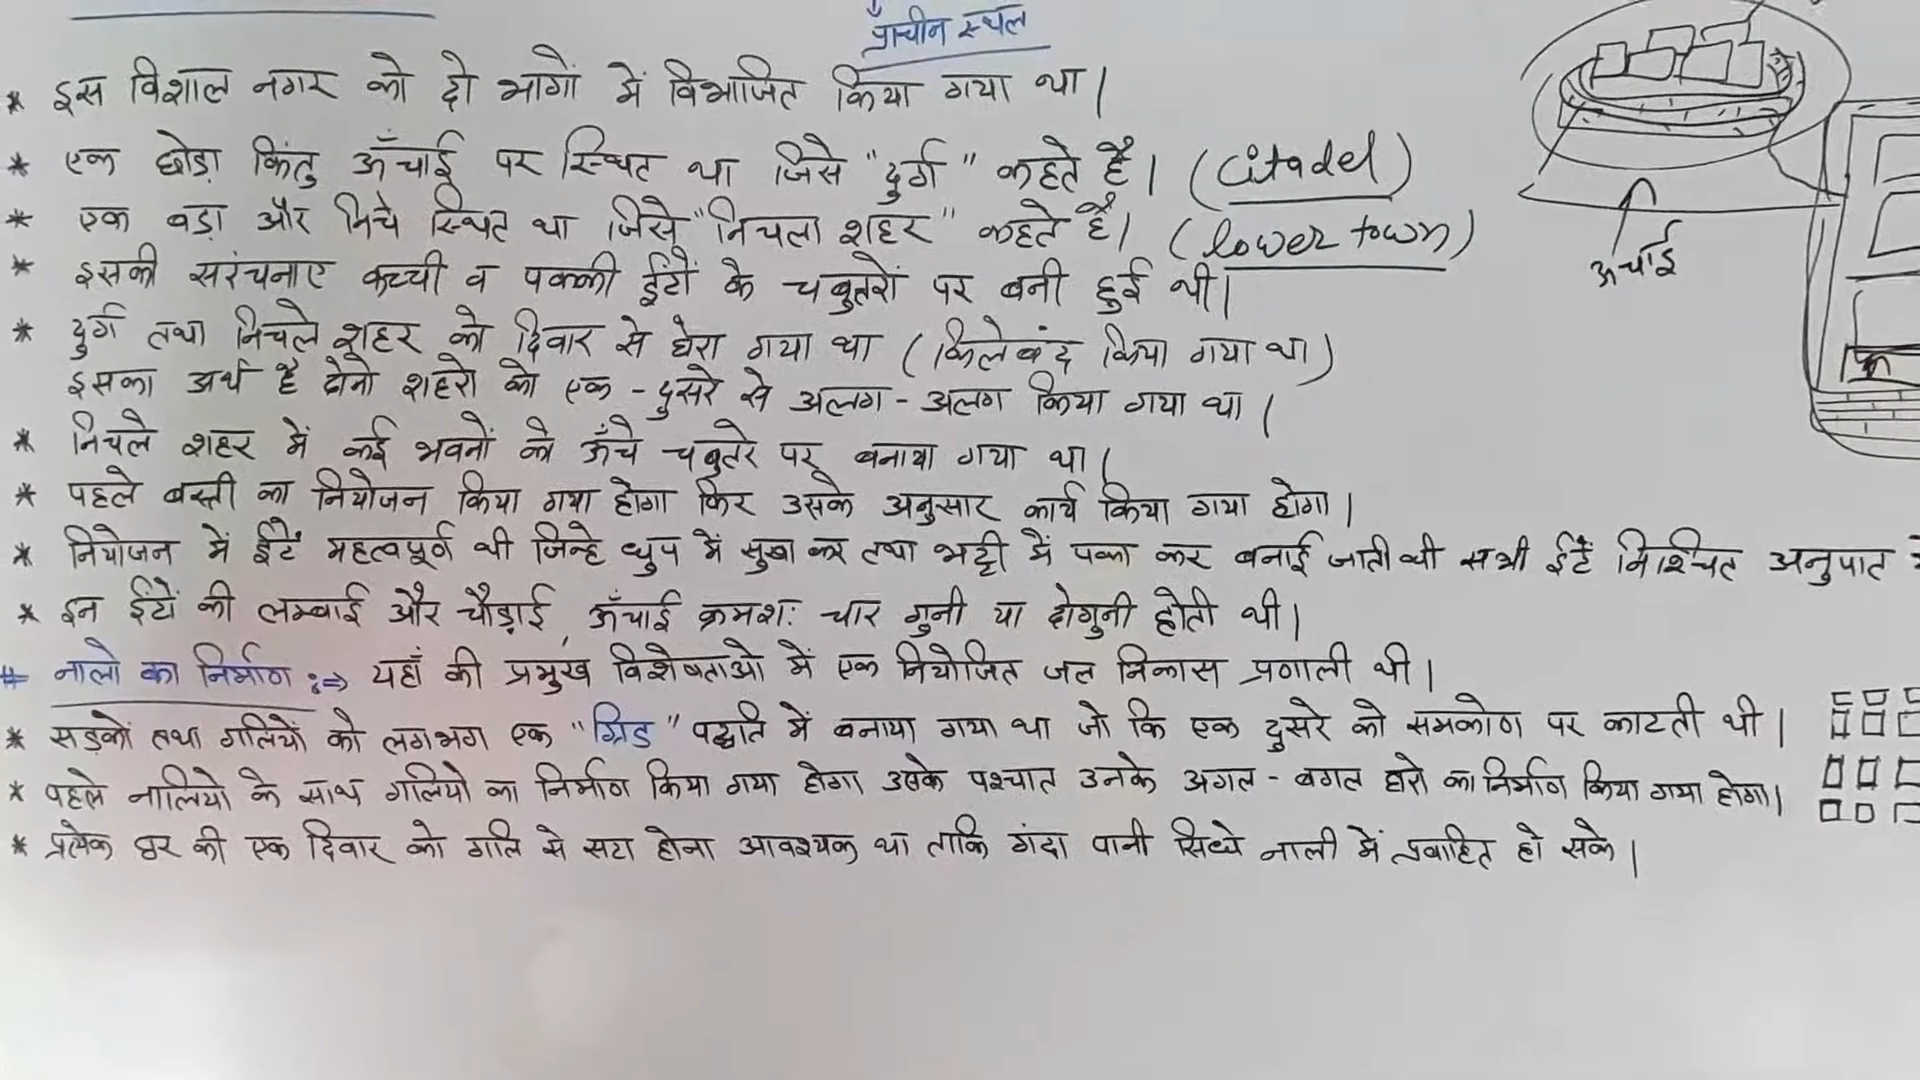 प्राचीन स्थल
* इस विशाल नगर को दो भागों में विभाजित किया गया था।
* एक छोड़ा किंतु ऊँचाई पर स्थित था जिसे "दुर्ग" कहते है। (Citadel)
* एक बड़ा और निचे स्थित था जिसे "निचला शहर" कहते है। (lower town)
ऊचाई
* इसकी सरंचनाए कच्ची व पक्की ईंटों के चबुतरों पर बनी हुई थी।
* दुर्ग तथा निचले शहर को दिवार से घेरा गया था (किलेबंद किया गया था)
इसका अर्थ है दोनो शहरो को एक - दुसरे से अलग - अलग किया गया था।
* निचले शहर में कई भवनों को ऊँचे चबुतरे पर बनाया गया था।
* पहले बस्ती का नियोजन किया गया होगा फिर उसके अनुसार कार्य किया गया होगा।
* नियोजन में ईंटें महत्वपूर्ण थी जिन्हे धुप में सुखा कर तथा भट्टी में पका कर बनाई जाती थी सभी ईंटें निश्चित अनुपात
* इन ईंटों की लम्बाई और चौड़ाई, ऊँचाई क्रमशः चार गुनी या दोगुनी होती थी।
# नालो का निर्माण :⇒ यहाँ की प्रमुख विशेषताओ में एक नियोजित जल निकास प्रणाली थी।
* सड़को तथा गलियों को लगभग एक "ग्रिड" पद्धति में बनाया गया था जो कि एक दुसरे को समकोण पर काटती थी।
* पहले नालियो के साथ गलियो का निर्माण किया गया होगा उसके पश्चात उनके अगल - बगल घरो का निर्माण किया गया होगा।
* प्रत्येक घर की एक दिवार को गलि से सटा होना आवश्यक था ताकि गंदा पानी सिधे नाली में प्रवाहित हो सके।